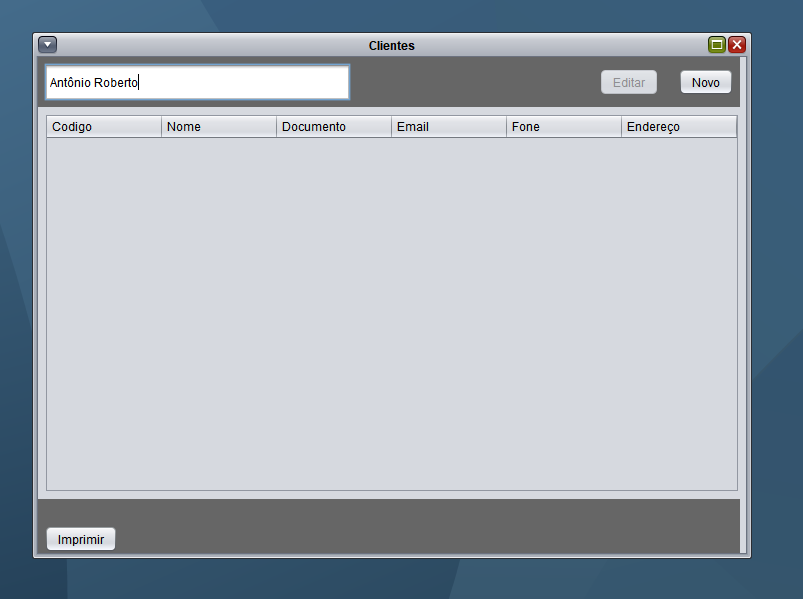 Clientes
Antônio Roberto
Editar
Novo
Codigo Nome Documento Email Fone Endereço
Imprimir